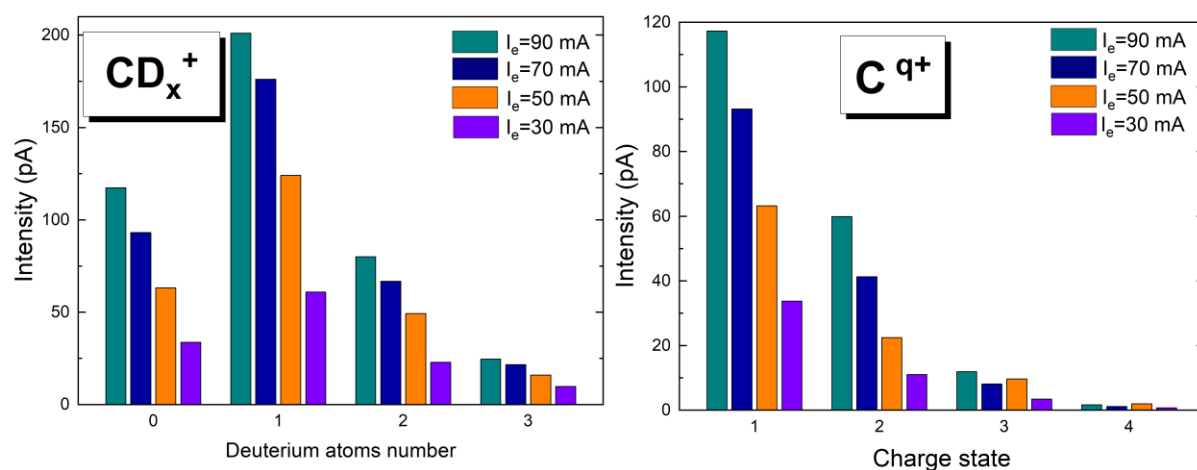 CDₓ⁺
Iₑ=90 mA
Iₑ=70 mA
Iₑ=50 mA
Iₑ=30 mA
Intensity (pA)
200
150
100
50
0
0 1 2 3
Deuterium atoms number
C q+
Iₑ=90 mA
Iₑ=70 mA
Iₑ=50 mA
Iₑ=30 mA
Intensity (pA)
120
100
80
60
40
20
0
1 2 3 4
Charge state